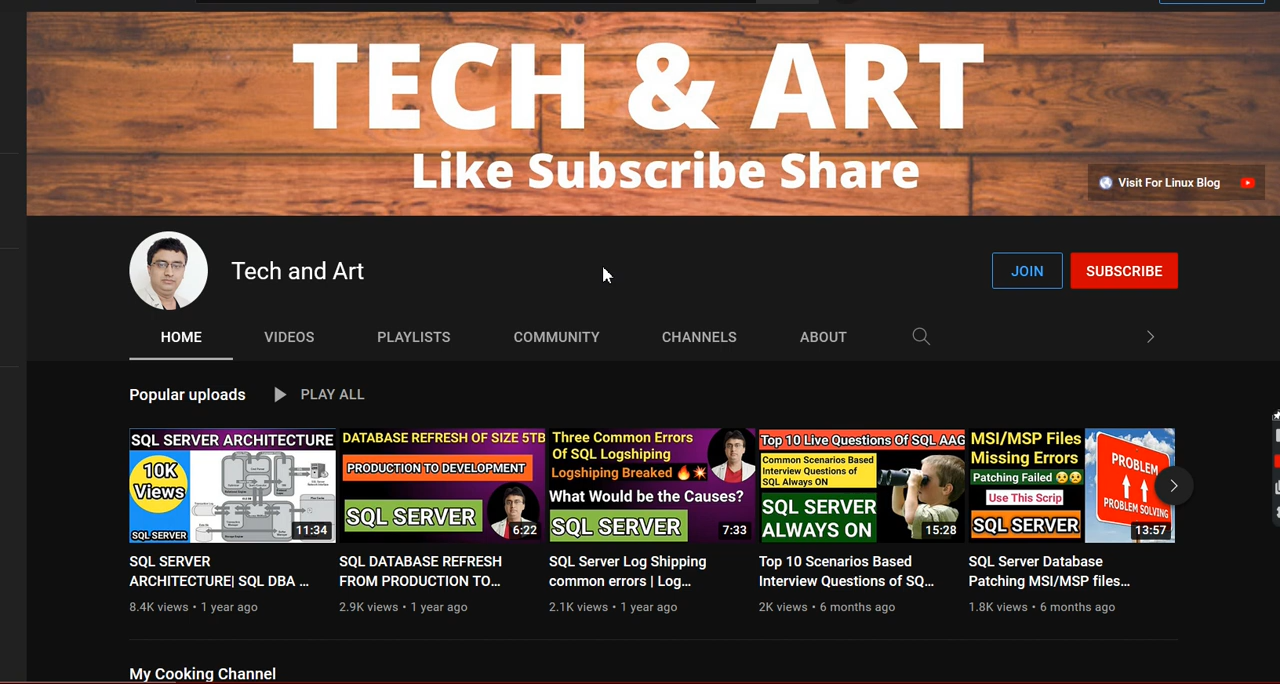 TECH & ART
Like Subscribe Share
Visit For Linux Blog
Tech and Art
JOIN
SUBSCRIBE
HOME
VIDEOS
PLAYLISTS
COMMUNITY
CHANNELS
ABOUT
Popular uploads
PLAY ALL
SQL SERVER ARCHITECTURE
10K
Views
SQL SERVER
11:34
DATABASE REFRESH OF SIZE 5TB
PRODUCTION TO DEVELOPMENT
SQL SERVER
6:22
Three Common Errors
Of SQL Logshiping
Logshiping Breaked
What Would be the Causes?
SQL SERVER
7:33
Top 10 Live Questions Of SQL AAG
Common Scenarios Based
Interview Questions of
SQL Always ON
SQL SERVER
ALWAYS ON
15:28
MSI/MSP Files
Missing Errors
Patching Failed
Use This Scrip
SQL SERVER
PROBLEM
PROBLEM SOLVING
13:57
SQL SERVER
ARCHITECTURE| SQL DBA ...
8.4K views • 1 year ago
SQL DATABASE REFRESH
FROM PRODUCTION TO...
2.9K views • 1 year ago
SQL Server Log Shipping
common errors | Log...
2.1K views • 1 year ago
Top 10 Scenarios Based
Interview Questions of SQ...
2K views • 6 months ago
SQL Server Database
Patching MSI/MSP files...
1.8K views • 6 months ago
My Cooking Channel